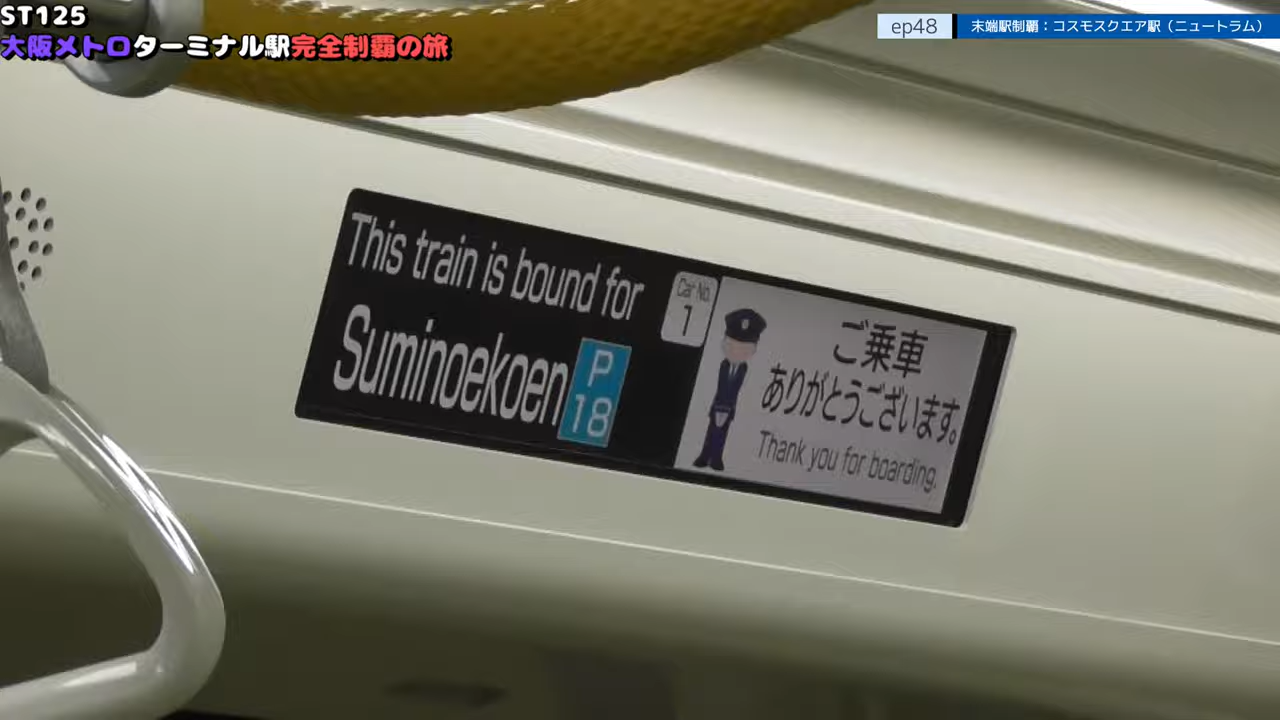 ST125
大阪メトロターミナル駅完全制覇の旅
ep48
末端駅制覇：コスモスクエア駅（ニュートラム）
This train is bound for
Suminoekoen
P
18
Car No.
1
ご乗車
ありがとうございます。
Thank you for boarding.